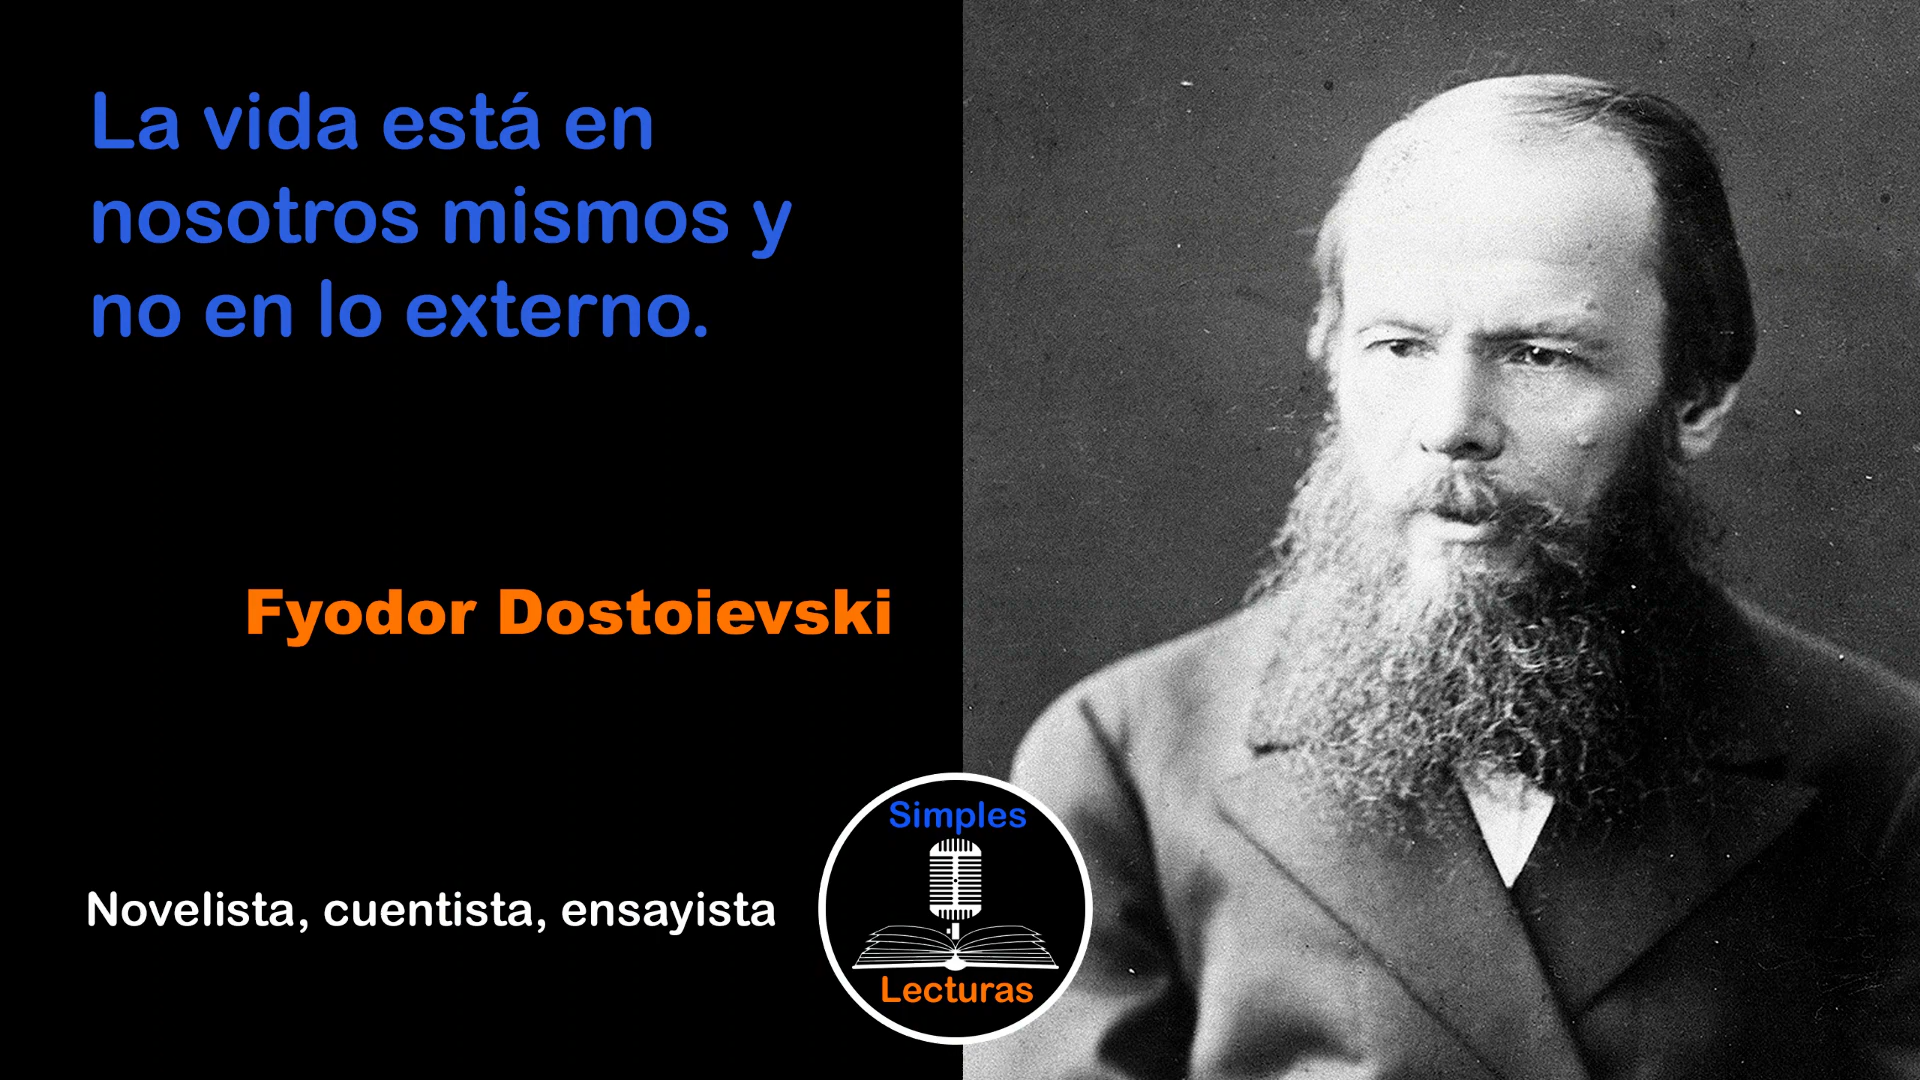 La vida está en
nosotros mismos y
no en lo externo.
Fyodor Dostoievski
Novelista, cuentista, ensayista
Simples
Lecturas